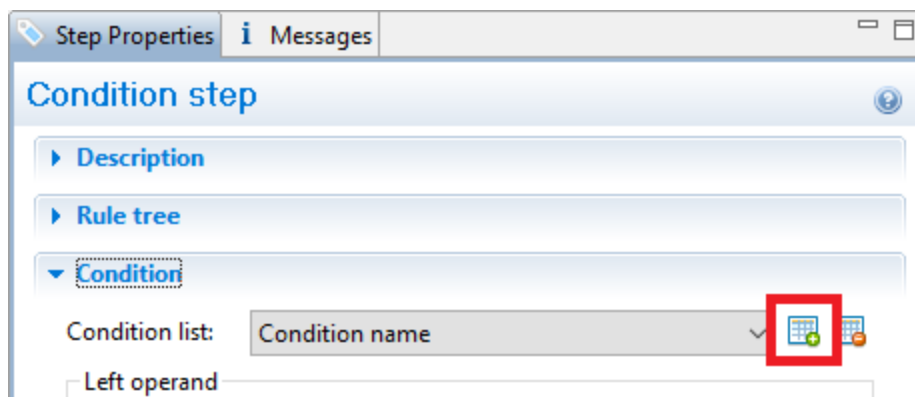 Step Properties i Messages
Condition step
Description
Rule tree
Condition
Condition list: Condition name
Left operand